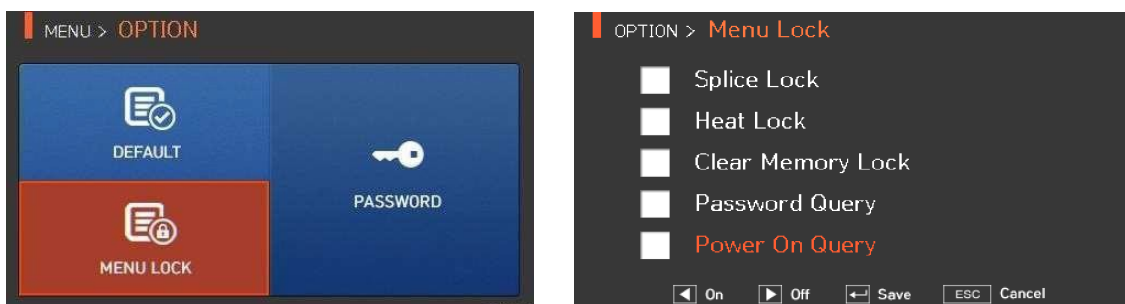 MENU > OPTION
DEFAULT
PASSWORD
MENU LOCK
OPTION > Menu Lock
Splice Lock
Heat Lock
Clear Memory Lock
Password Query
Power On Query
On Off Save ESC Cancel